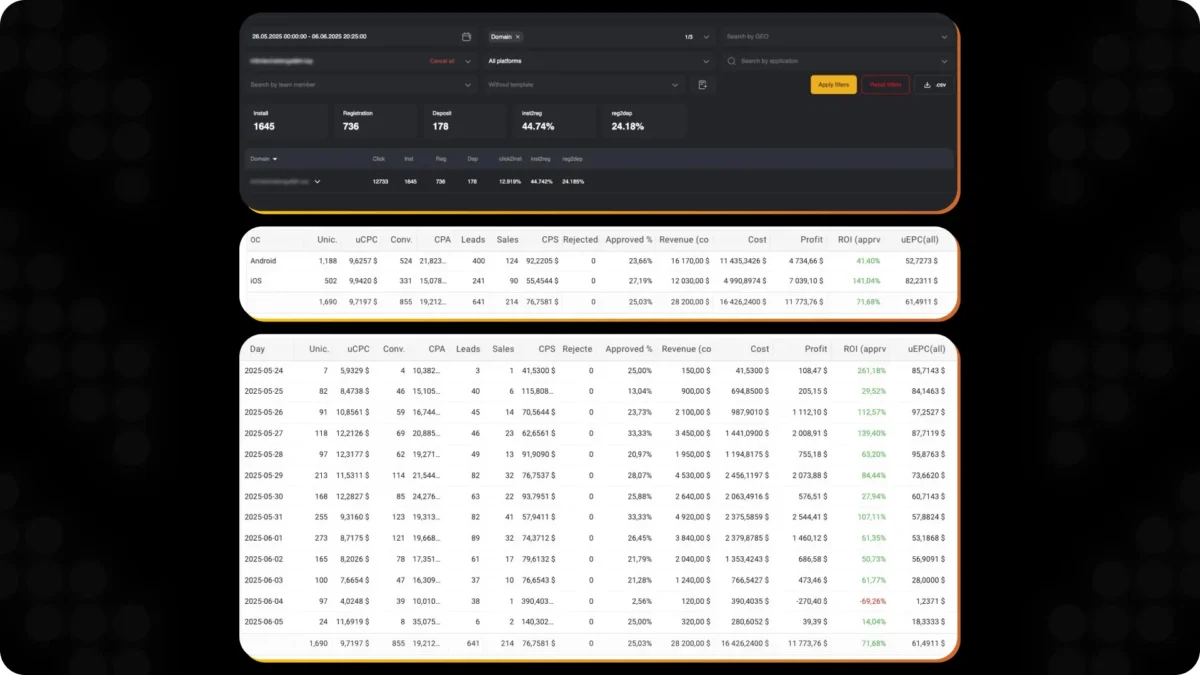 26.05.2025 00:00:00 - 06.06.2025 20:25:00 Domain × 1/3 Search by GEO
Cancel all All platforms Search by application
Search by team member Without template Apply filters Reset filters .csv
Install Registration Deposit inst2reg reg2dep
1645 736 178 44.74% 24.18%
Domain Click Inst Reg Dep click2inst inst2reg reg2dep
12733 1645 736 178 12.919% 44.742% 24.185%
ОС Unic. uCPC Conv. CPA Leads Sales CPS Rejected Approved % Revenue (co Cost Profit ROI (apprv uEPC(all)
Android 1,188 9,6257 $ 524 21,823... 400 124 92,2205 $ 0 23,66% 16 170,00 $ 11 435,3426 $ 4 734,66 $ 41,40% 52,7273 $
iOS 502 9,9420 $ 331 15,078... 241 90 55,4544 $ 0 27,19% 12 030,00 $ 4 990,8974 $ 7 039,10 $ 141,04% 82,2311 $
1,690 9,7197 $ 855 19,212... 641 214 76,7581 $ 0 25,03% 28 200,00 $ 16 426,2400 $ 11 773,76 $ 71,68% 61,4911 $
Day Unic. uCPC Conv. CPA Leads Sales CPS Rejecte Approved % Revenue (co Cost Profit ROI (apprv uEPC(all)
2025-05-24 7 5,9329 $ 4 10,382... 3 1 41,5300 $ 0 25,00% 150,00 $ 41,5300 $ 108,47 $ 261,18% 85,7143 $
2025-05-25 82 8,4738 $ 46 15,105... 40 6 115,808... 0 13,04% 900,00 $ 694,8500 $ 205,15 $ 29,52% 84,1463 $
2025-05-26 91 10,8561 $ 59 16,744... 45 14 70,5644 $ 0 23,73% 2 100,00 $ 987,9010 $ 1 112,10 $ 112,57% 97,2527 $
2025-05-27 118 12,2126 $ 69 20,885... 46 23 62,6561 $ 0 33,33% 3 450,00 $ 1 441,0900 $ 2 008,91 $ 139,40% 87,7119 $
2025-05-28 97 12,3177 $ 62 19,271... 49 13 91,9090 $ 0 20,97% 1 950,00 $ 1 194,8175 $ 755,18 $ 63,20% 95,8763 $
2025-05-29 213 11,5311 $ 114 21,544... 82 32 76,7537 $ 0 28,07% 4 530,00 $ 2 456,1197 $ 2 073,88 $ 84,44% 73,6620 $
2025-05-30 168 12,2827 $ 85 24,276... 63 22 93,7951 $ 0 25,88% 2 640,00 $ 2 063,4916 $ 576,51 $ 27,94% 60,7143 $
2025-05-31 255 9,3160 $ 123 19,313... 82 41 57,9411 $ 0 33,33% 4 920,00 $ 2 375,5859 $ 2 544,41 $ 107,11% 57,8824 $
2025-06-01 273 8,7175 $ 121 19,668... 89 32 74,3712 $ 0 26,45% 3 840,00 $ 2 379,8785 $ 1 460,12 $ 61,35% 53,1868 $
2025-06-02 165 8,2026 $ 78 17,351... 61 17 79,6132 $ 0 21,79% 2 040,00 $ 1 353,4243 $ 686,58 $ 50,73% 56,9091 $
2025-06-03 100 7,6654 $ 47 16,309... 37 10 76,6543 $ 0 21,28% 1 240,00 $ 766,5427 $ 473,46 $ 61,77% 28,0000 $
2025-06-04 97 4,0248 $ 39 10,010... 38 1 390,403... 0 2,56% 120,00 $ 390,4035 $ -270,40 $ -69,26% 1,2371 $
2025-06-05 24 11,6919 $ 8 35,075... 6 2 140,302... 0 25,00% 320,00 $ 280,6052 $ 39,39 $ 14,04% 18,3333 $
1,690 9,7197 $ 855 19,212... 641 214 76,7581 $ 0 25,03% 28 200,00 $ 16 426,2400 $ 11 773,76 $ 71,68% 61,4911 $